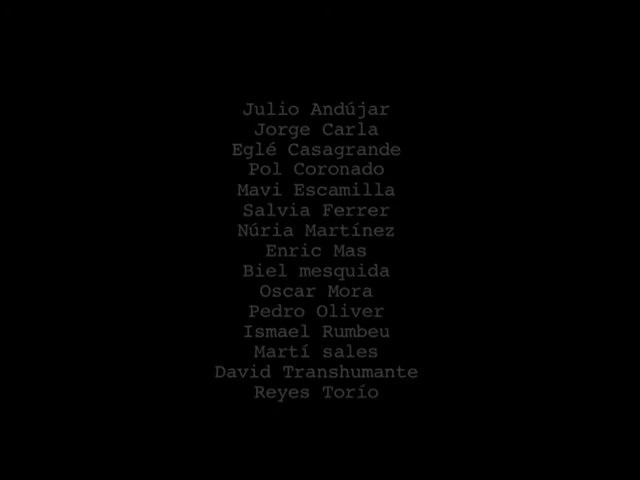 Julio Andújar
Jorge Carla
Eglé Casagrande
Pol Coronado
Mavi Escamilla
Salvia Ferrer
Núria Martínez
Enric Mas
Biel mesquida
Oscar Mora
Pedro Oliver
Ismael Rumbeu
Martí sales
David Transhumante
Reyes Torío